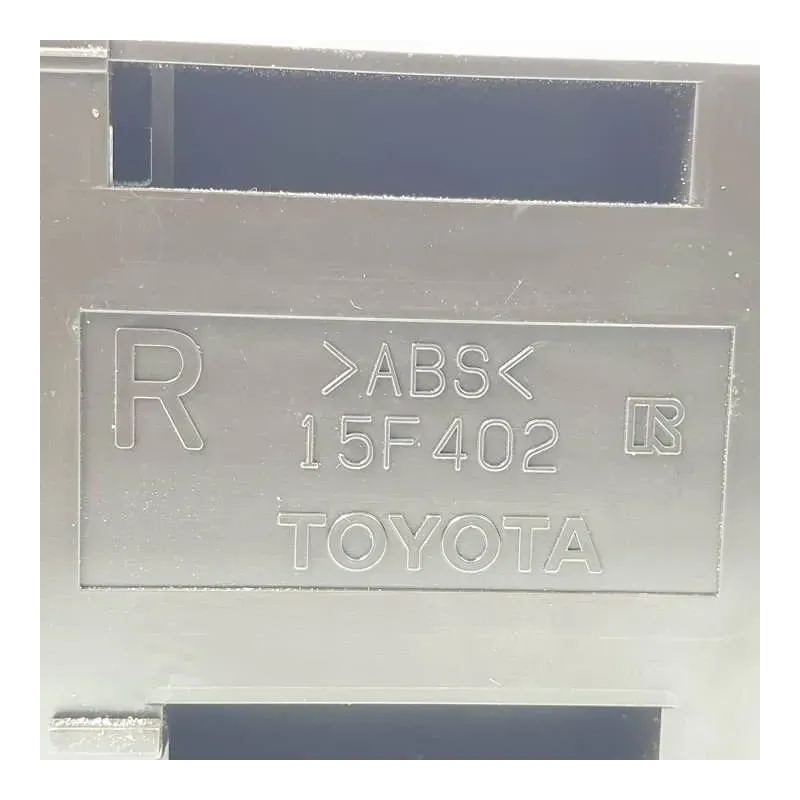 R
>ABS<
15F402
R
TOYOTA